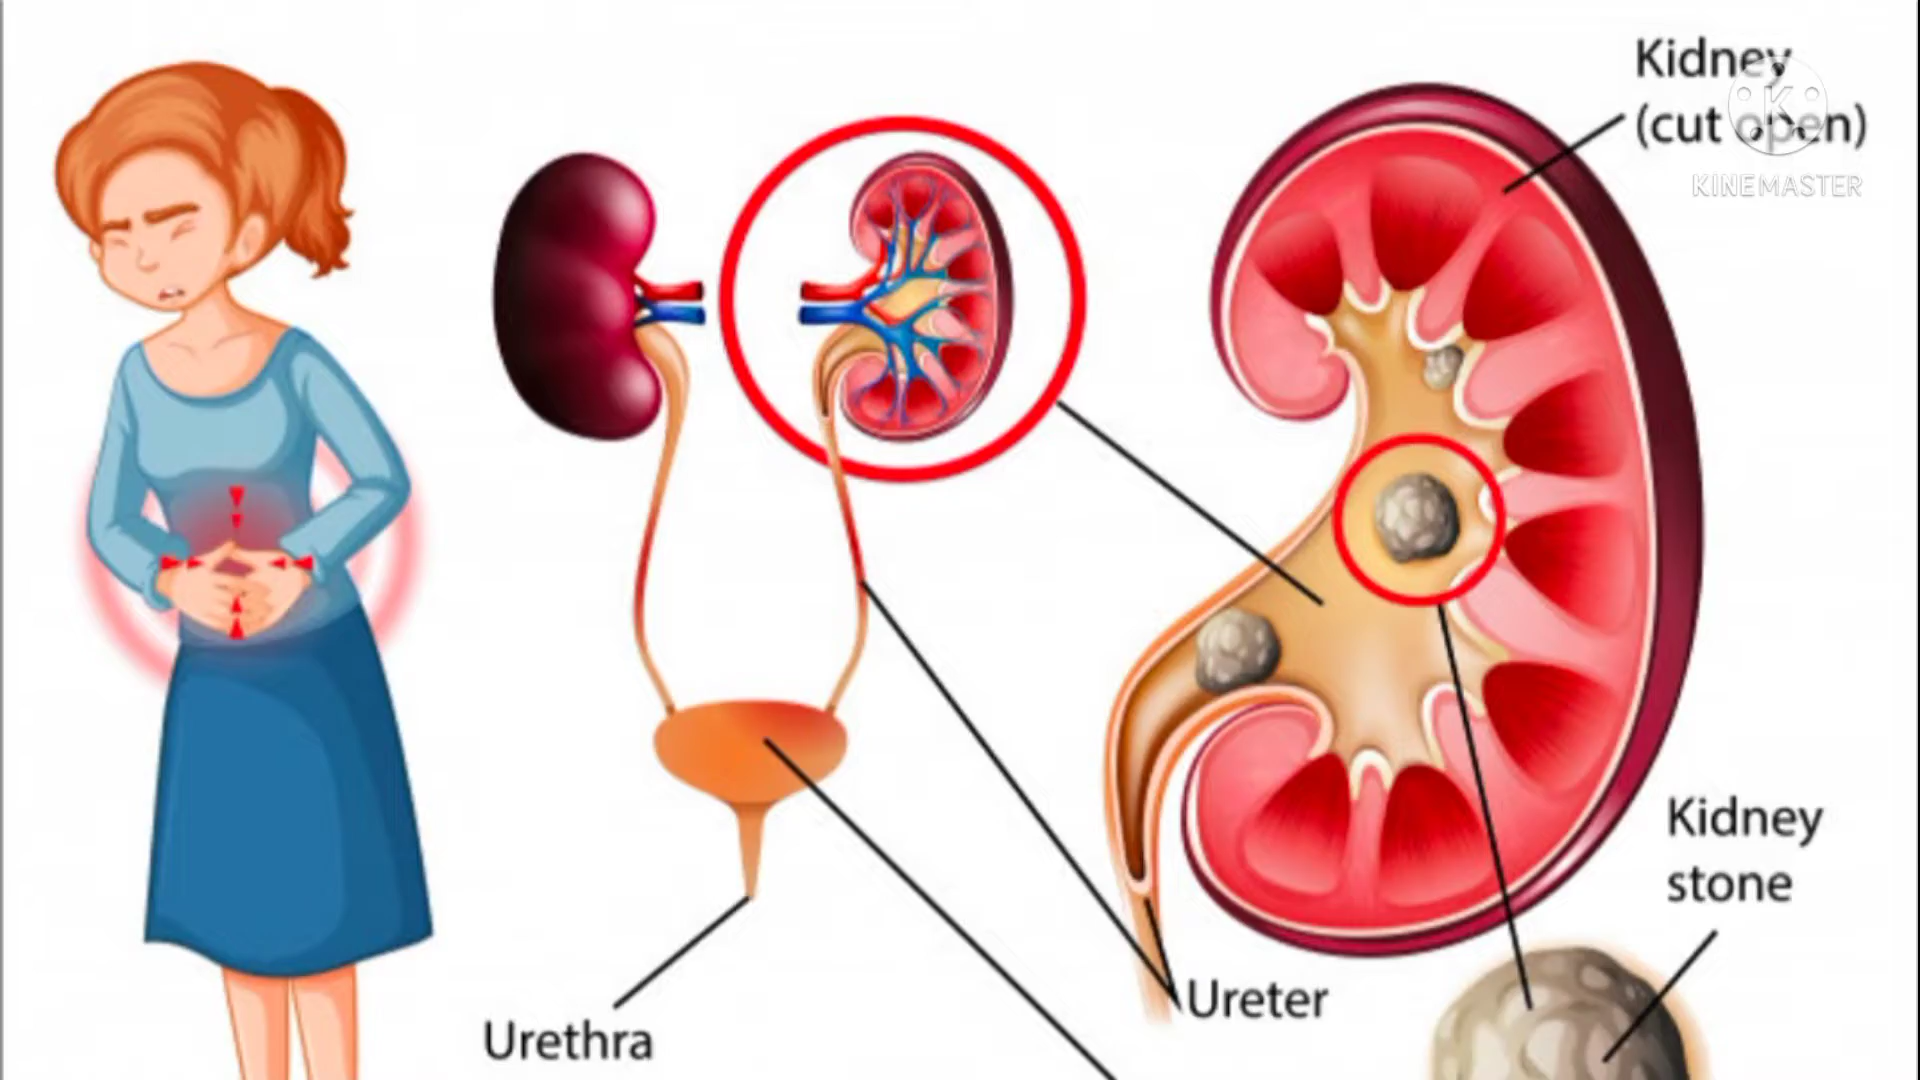 Kidney
(cut open)
K
KINEMASTER
Kidney
stone
Ureter
Urethra